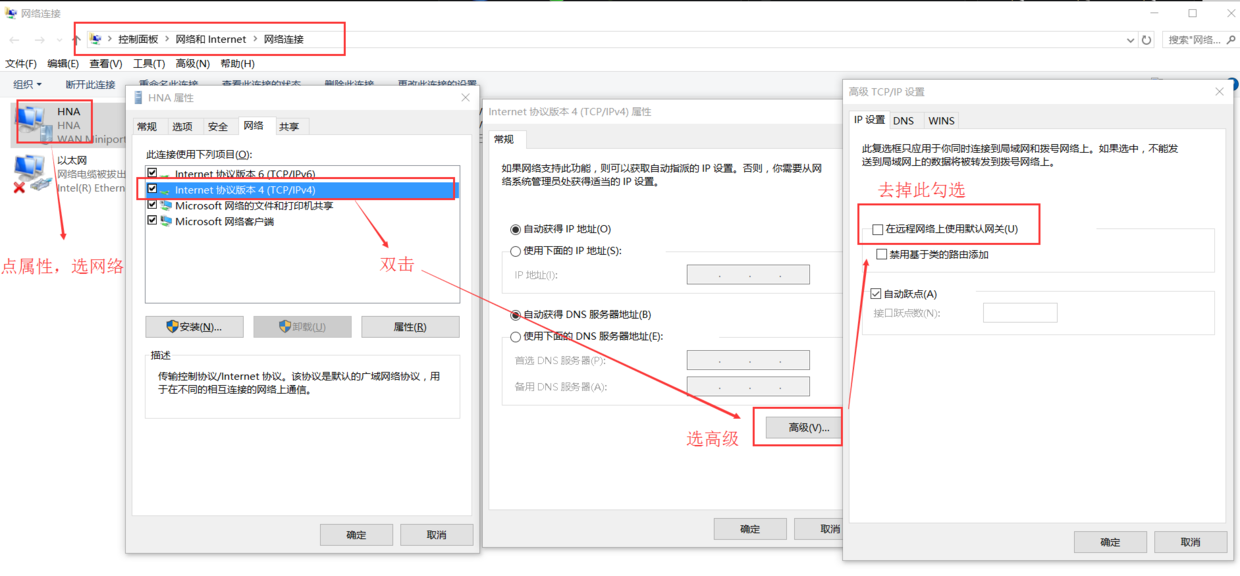 网络连接
控制面板 > 网络和 Internet > 网络连接
搜索"网络...
文件(F) 编辑(E) 查看(V) 工具(T) 高级(N) 帮助(H)
组织 断开此连接 重命名此连接 查看此连接的状态 删除此连接 更改此连接的设置
HNA
HNA
WAN Miniport
以太网
网络电缆被拔出
Intel(R) Ethern
点属性，选网络
HNA 属性
常规 选项 安全 网络 共享
此连接使用下列项目(O):
Internet 协议版本 6 (TCP/IPv6)
Internet 协议版本 4 (TCP/IPv4)
Microsoft 网络的文件和打印机共享
Microsoft 网络客户端
双击
安装(N)... 卸载(U) 属性(R)
描述
传输控制协议/Internet 协议。该协议是默认的广域网络协议，用
于在不同的相互连接的网络上通信。
确定 取消
Internet 协议版本 4 (TCP/IPv4) 属性
常规
如果网络支持此功能，则可以获取自动指派的 IP 设置。否则，你需要从网
络系统管理员处获得适当的 IP 设置。
自动获得 IP 地址(O)
使用下面的 IP 地址(S):
IP 地址(I):
自动获得 DNS 服务器地址(B)
使用下面的 DNS 服务器地址(E):
首选 DNS 服务器(P):
备用 DNS 服务器(A):
选高级
高级(V)...
确定 取消
高级 TCP/IP 设置
IP 设置 DNS WINS
此复选框只应用于你同时连接到局域网和拨号网络上。如果选中，不能发
送到局域网上的数据将被转发到拨号网络上。
去掉此勾选
在远程网络上使用默认网关(U)
禁用基于类的路由添加
自动跃点(A)
接口跃点数(N):
确定 取消